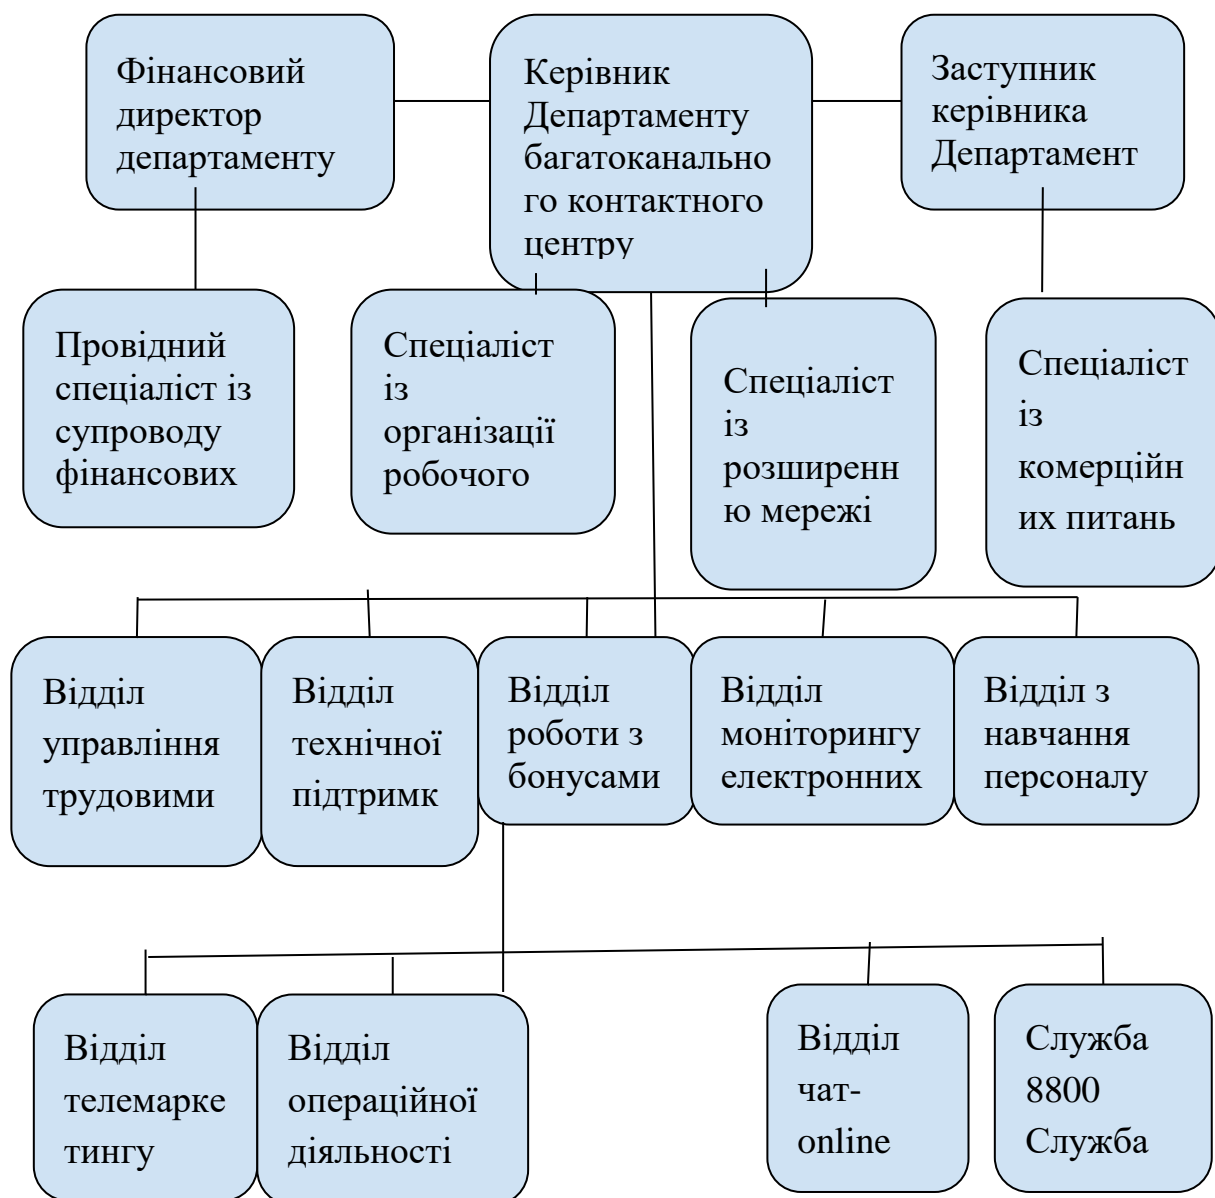 Фінансовий
директор
департаменту
Керівник
Департаменту
багатоканально
го контактного
центру
Заступник
керівника
Департамент
Провідний
спеціаліст із
супроводу
фінансових
Спеціаліст
із
організації
робочого
Спеціаліст
із
розширенн
ю мережі
Спеціаліст
із
комерційн
их питань
Відділ
управління
трудовими
Відділ
технічної
підтримк
Відділ
роботи з
бонусами
Відділ
моніторингу
електронних
Відділ з
навчання
персоналу
Відділ
телемарке
тингу
Відділ
операційної
діяльності
Відділ
чат-
online
Служба
8800
Служба